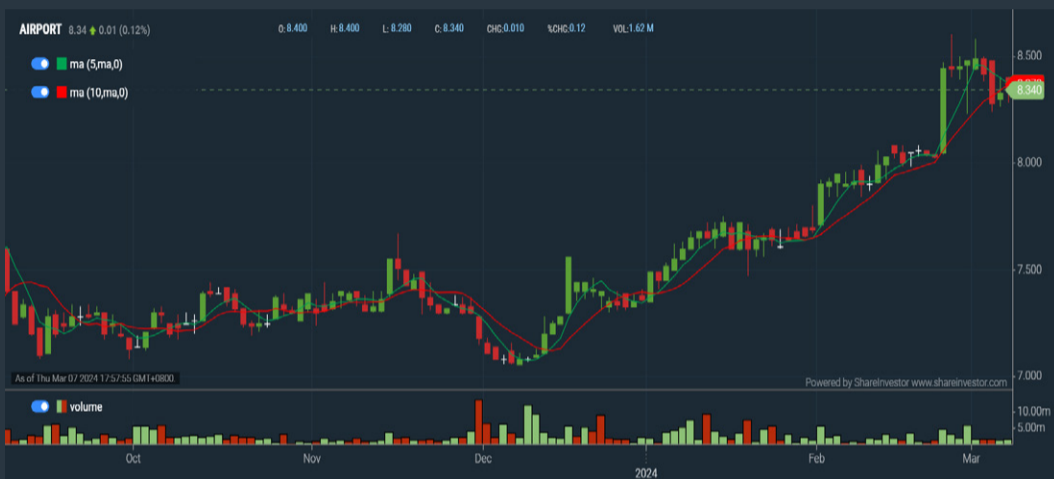 AIRPORT 8.34 0.01 (0.12%) O: 8.400 H: 8.400 L: 8.280 C: 8.340 CHG:0.010 %CHG:0.12 VOL:1.62 M
ma (5,ma,0)
ma (10,ma,0)
8.500
8.340
8.000
7.500
7.000
As of Thu Mar 07 2024 17:57:55 GMT+0800.
Powered by ShareInvestor www.shareinvestor.com
volume
10.00m
5.00m
Oct Nov Dec 2024 Feb Mar